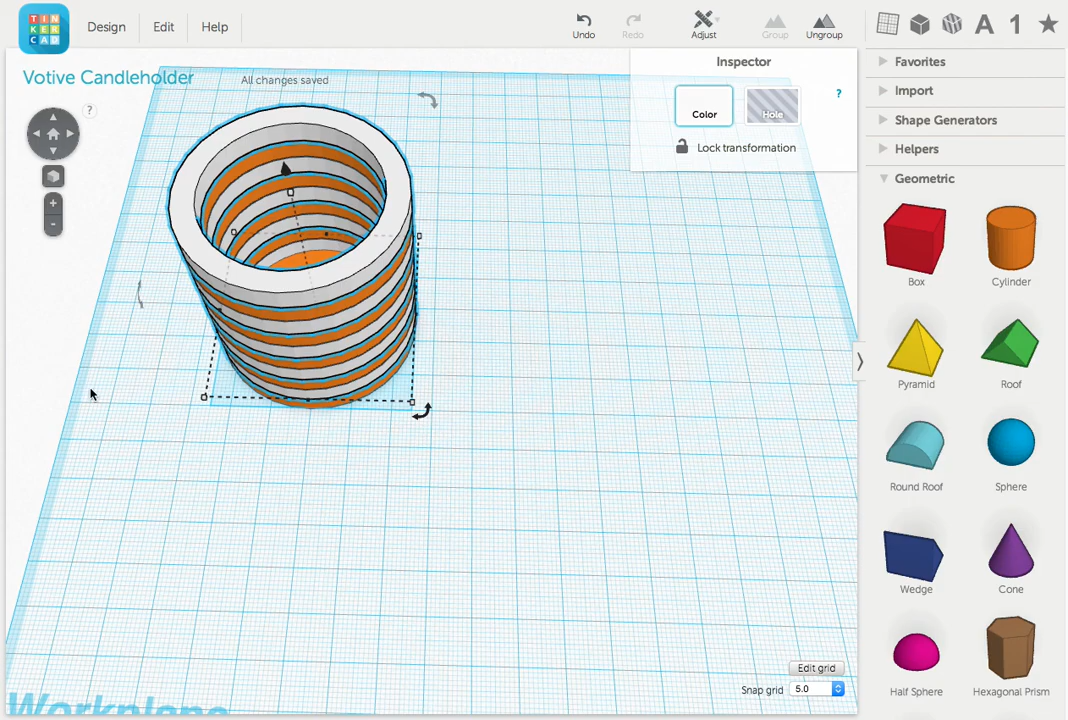 TIN
KER
CAD
Design
Edit
Help
Undo
Redo
Adjust
Group
Ungroup
A
1
Votive Candleholder
All changes saved
?
+
-
Inspector
Color
Hole
?
Lock transformation
Favorites
Import
Shape Generators
Helpers
Geometric
Box
Cylinder
Pyramid
Roof
Round Roof
Sphere
Wedge
Cone
Half Sphere
Hexagonal Prism
Edit grid
Snap grid 5.0
Workplane